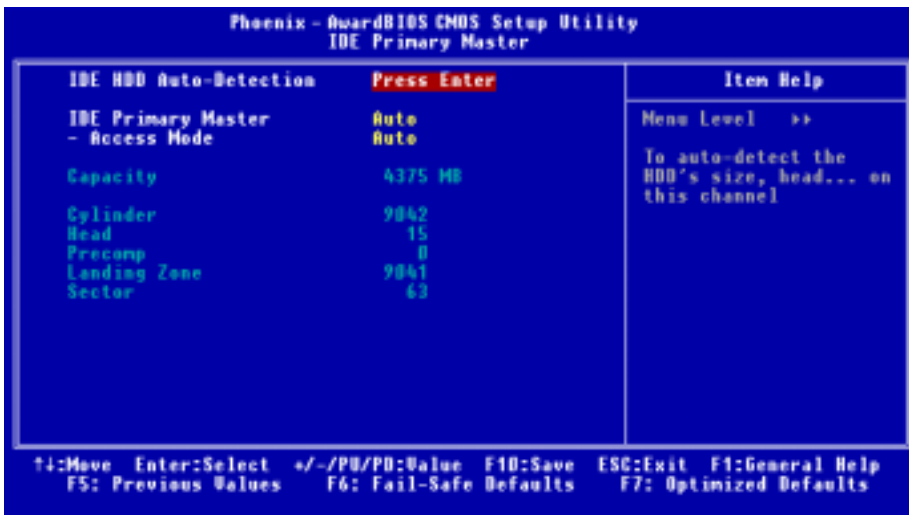 Phoenix - AwardBIOS CMOS Setup Utility
IDE Primary Master
IDE HDD Auto-Detection Press Enter
IDE Primary Master Auto
- Access Mode Auto
Capacity 4375 MB
Cylinder 9042
Head 15
Precomp 0
Landing Zone 9041
Sector 63
Item Help
Menu Level ▸▸
To auto-detect the
HDD's size, head... on
this channel
↑↓:Move Enter:Select +/-/PU/PD:Value F10:Save ESC:Exit F1:General Help
F5: Previous Values F6: Fail-Safe Defaults F7: Optimized Defaults